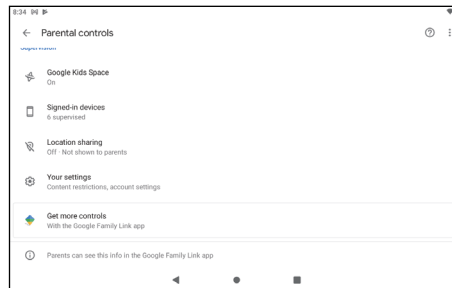 8:34
Parental controls
Supervision
Google Kids Space
On
Signed-in devices
6 supervised
Location sharing
Off · Not shown to parents
Your settings
Content restrictions, account settings
Get more controls
With the Google Family Link app
Parents can see this info in the Google Family Link app